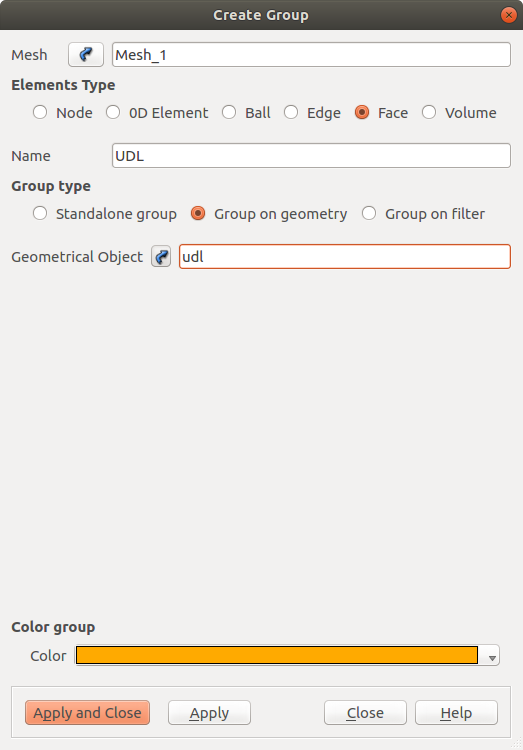 Create Group
Mesh Mesh_1
Elements Type
Node 0D Element Ball Edge Face Volume
Name UDL
Group type
Standalone group Group on geometry Group on filter
Geometrical Object udl
Color group
Color
Apply and Close Apply Close Help